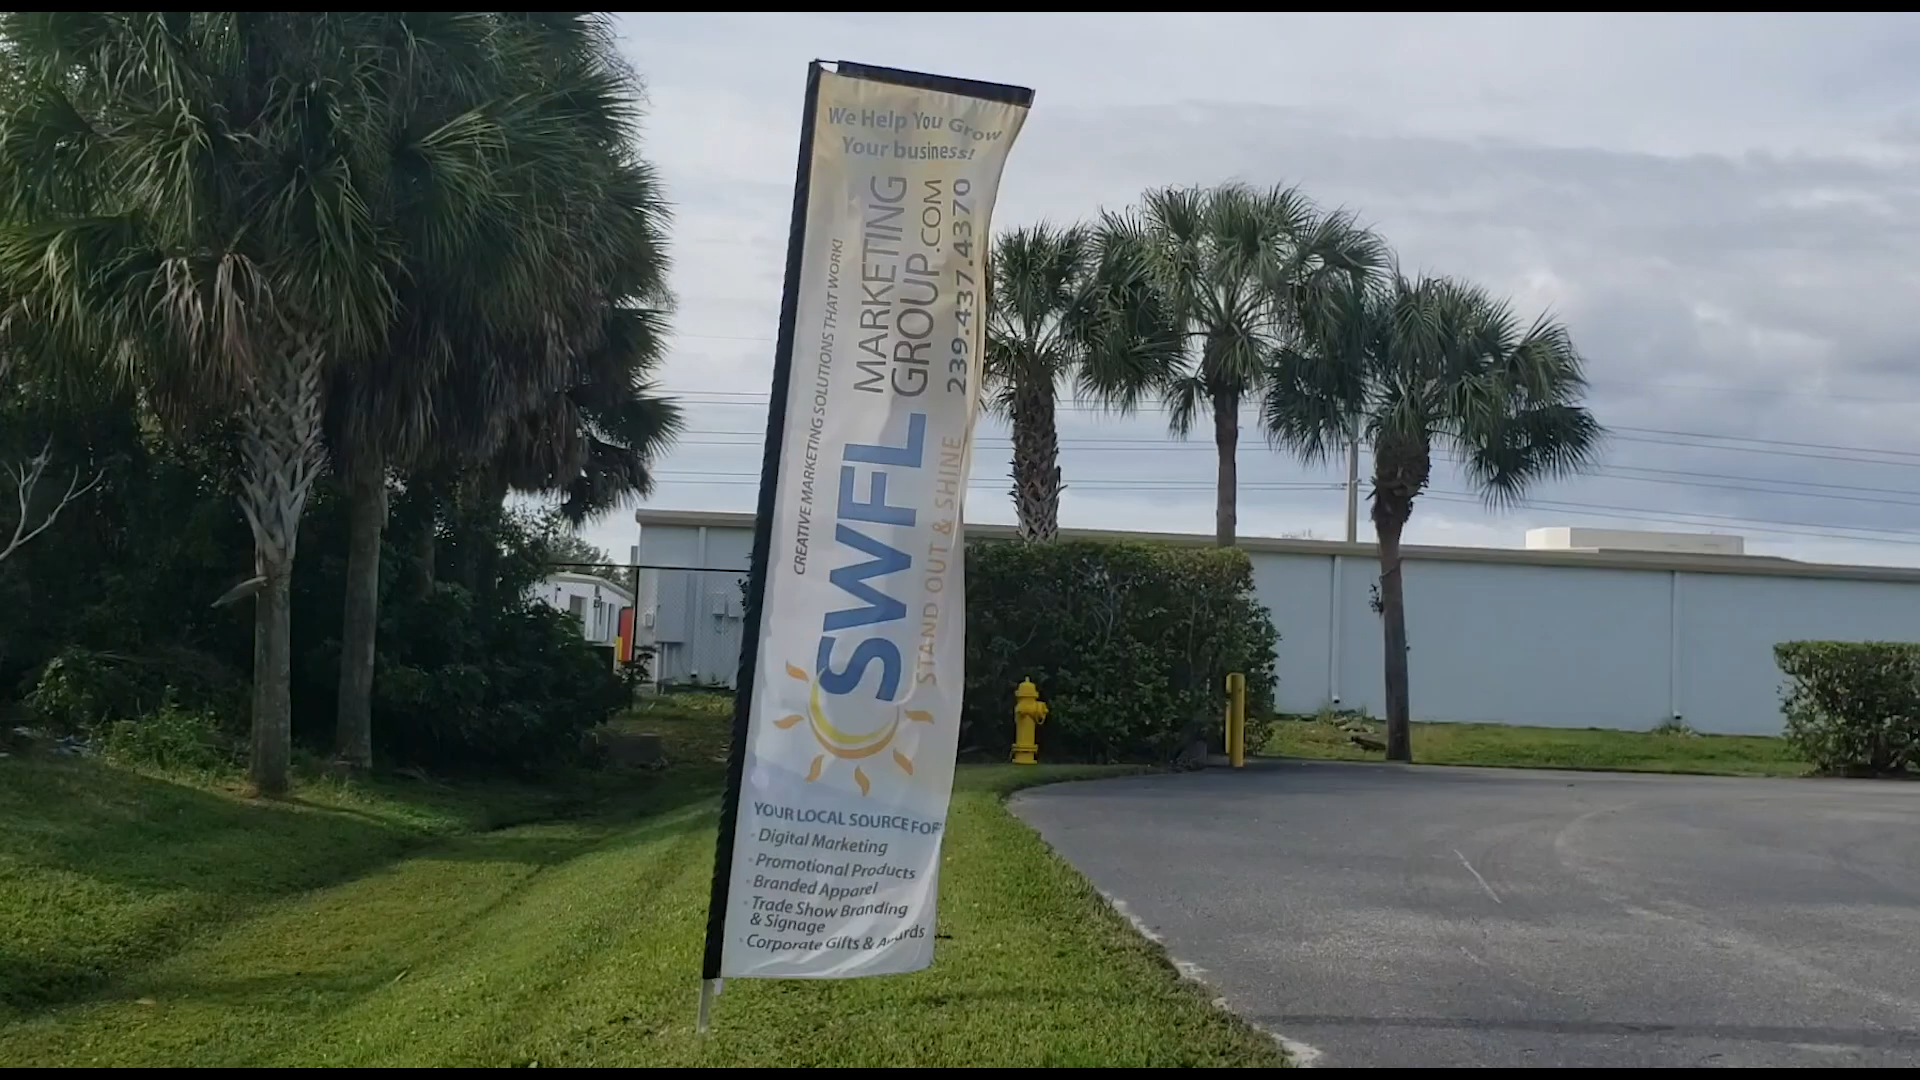 We Help You Grow
Your business!
CREATIVE MARKETING SOLUTIONS THAT WORK!
SWFL MARKETING
GROUP.COM
STAND OUT & SHINE
239.437.4370
YOUR LOCAL SOURCE FOR
· Digital Marketing
· Promotional Products
· Branded Apparel
· Trade Show Branding
& Signage
· Corporate Gifts & Awards